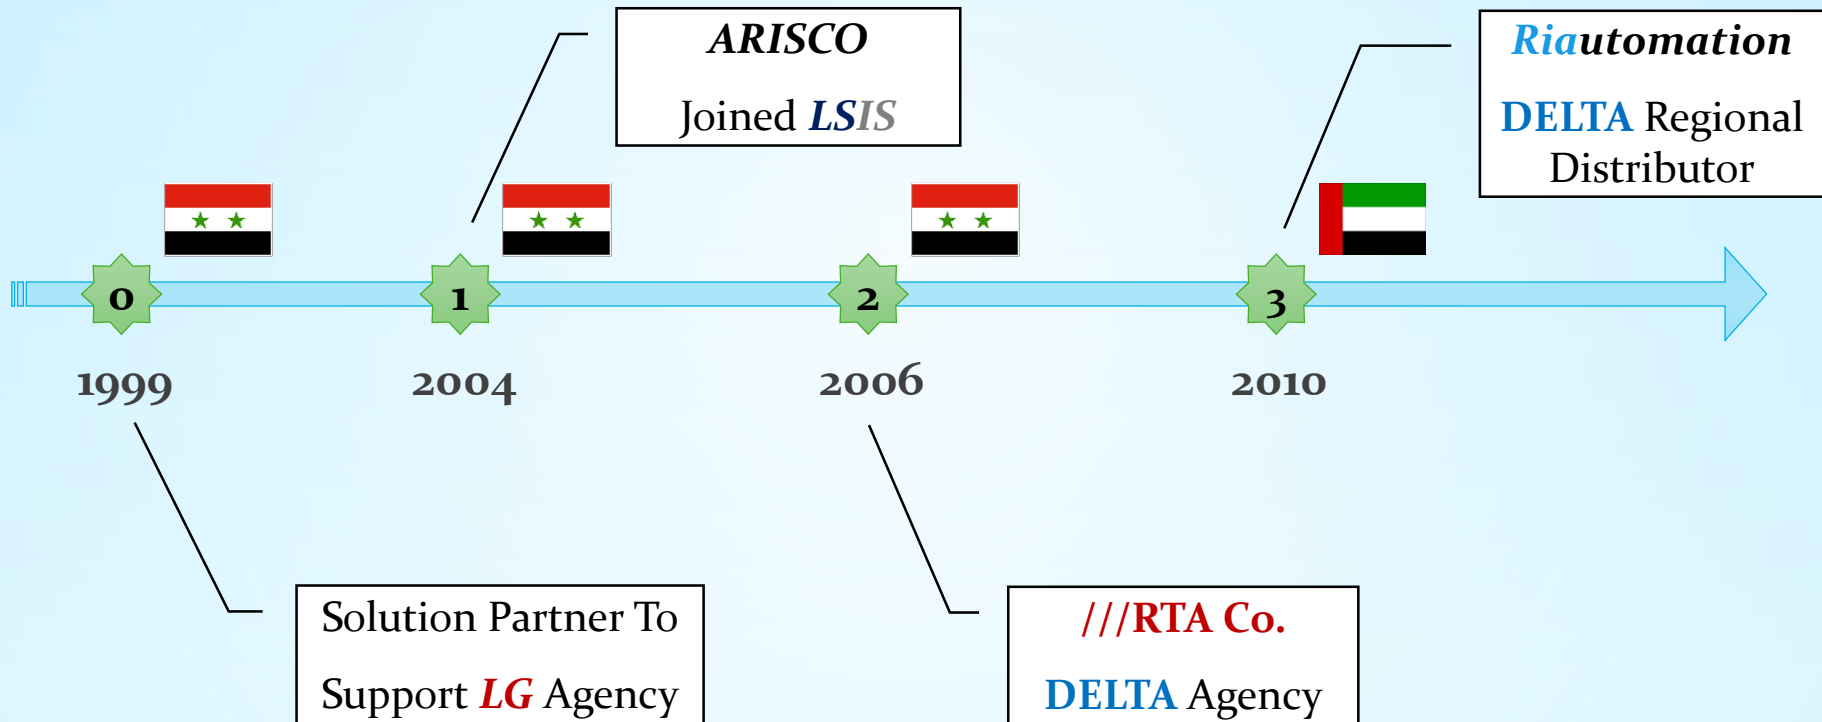 ARISCO
Joined LSIS
Riautomation
DELTA Regional
Distributor
0
1
2
3
1999
2004
2006
2010
Solution Partner To
Support LG Agency
///RTA Co.
DELTA Agency